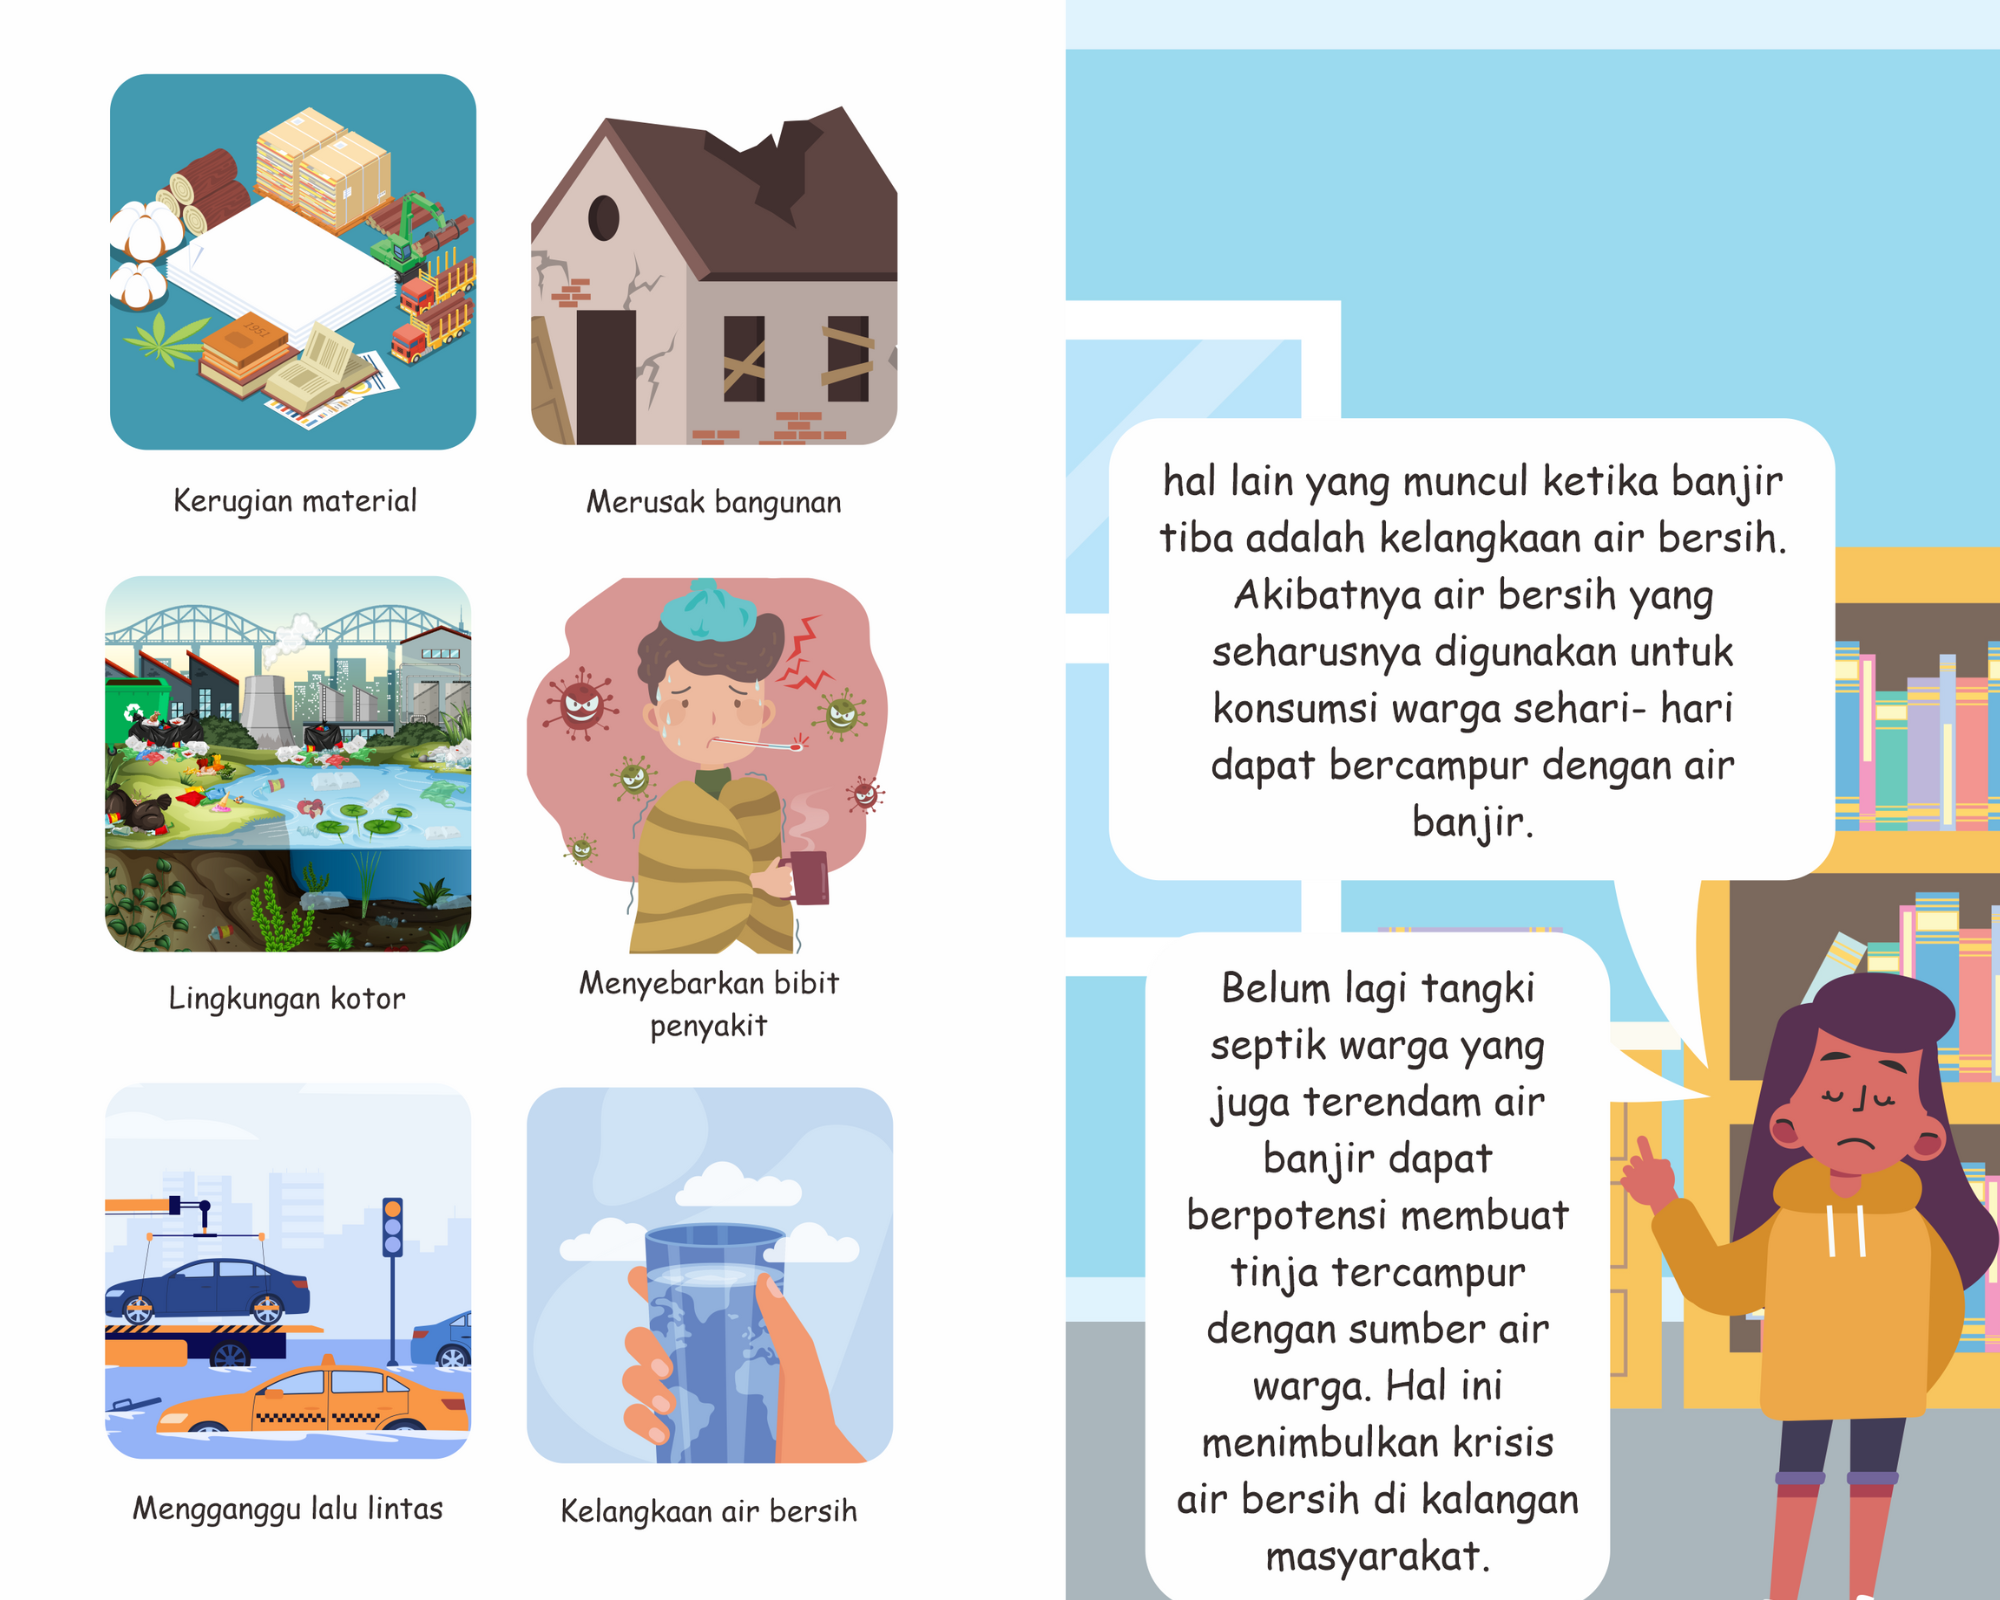 1951
Kerugian material
Merusak bangunan
Lingkungan kotor
Menyebarkan bibit
penyakit
Mengganggu lalu lintas
Kelangkaan air bersih
hal lain yang muncul ketika banjir
tiba adalah kelangkaan air bersih.
Akibatnya air bersih yang
seharusnya digunakan untuk
konsumsi warga sehari- hari
dapat bercampur dengan air
banjir.
Belum lagi tangki
septik warga yang
juga terendam air
banjir dapat
berpotensi membuat
tinja tercampur
dengan sumber air
warga. Hal ini
menimbulkan krisis
air bersih di kalangan
masyarakat.